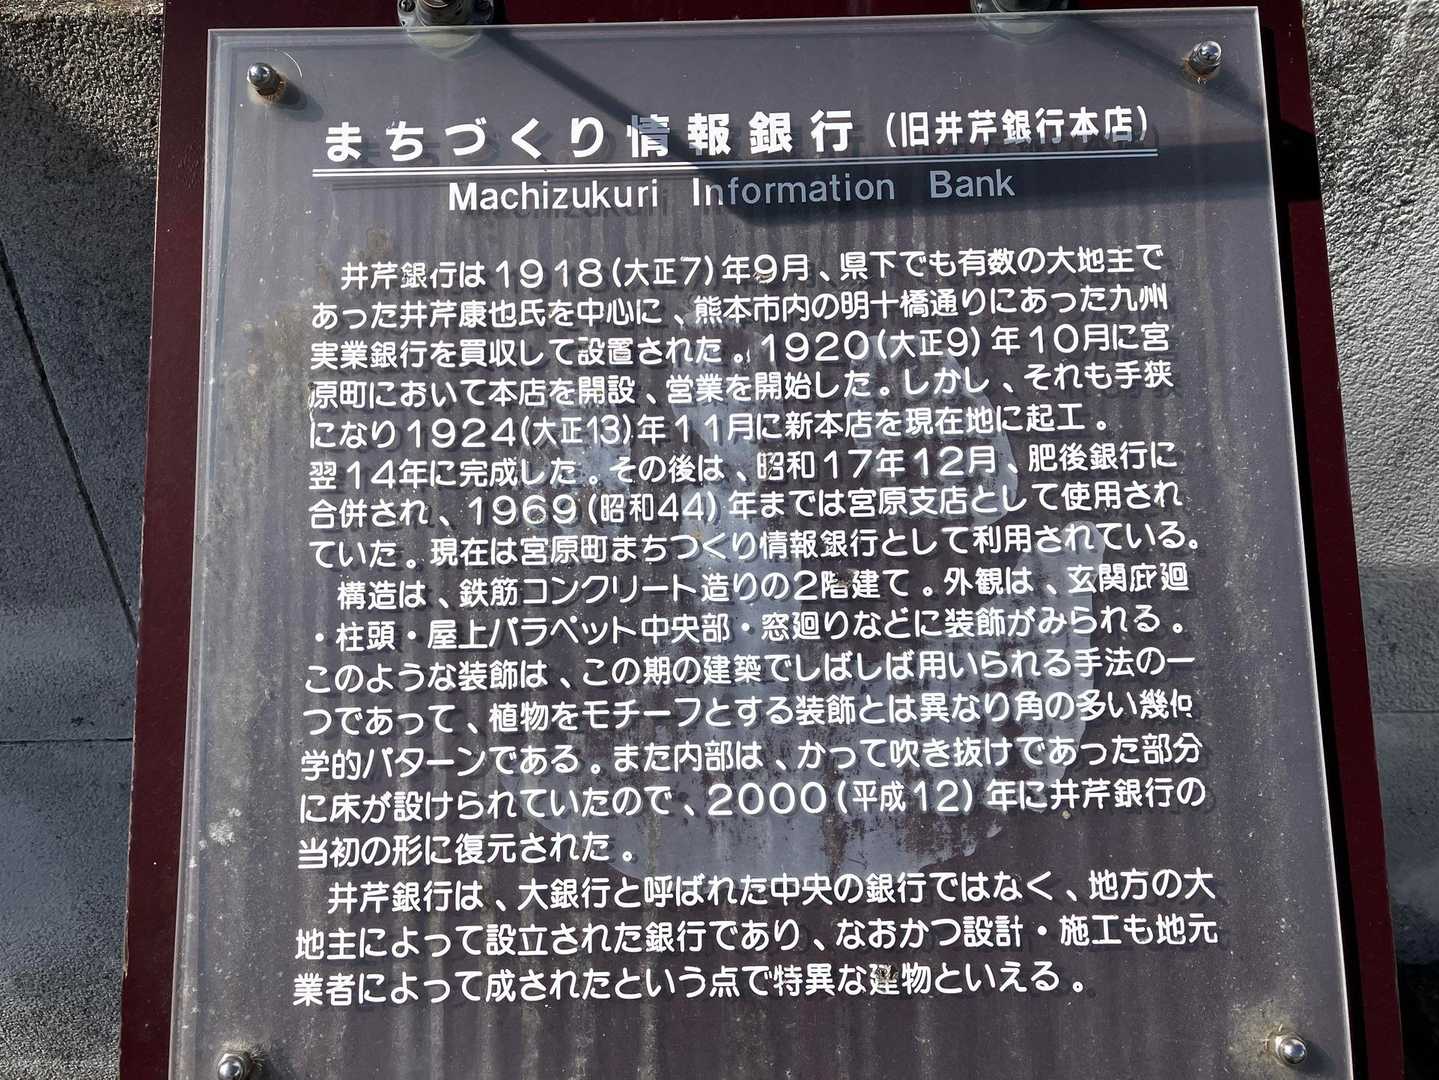 まちづくり情報銀行（旧井芹銀行本店）
Machizukuri Information Bank
井芹銀行は１９１８（大正７）年９月、県下でも有数の大地主で
あった井芹康也氏を中心に、熊本市内の明十橋通りにあった九州
実業銀行を買収して設置された。１９２０（大正９）年１０月に宮
原町において本店を開設、営業を開始した。しかし、それも手狭
になり１９２４（大正１３）年１１月に新本店を現在地に起工。
翌１４年に完成した。その後は、昭和１７年１２月、肥後銀行に
合併され、１９６９（昭和４４）年までは宮原支店として使用され
ていた。現在は宮原町まちづくり情報銀行として利用されている。
構造は、鉄筋コンクリート造りの２階建て。外観は、玄関庇廻
・柱頭・屋上パラペット中央部・窓廻りなどに装飾がみられる。
このような装飾は、この期の建築でしばしば用いられる手法の一
つであって、植物をモチーフとする装飾とは異なり角の多い幾何
学的パターンである。また内部は、かって吹き抜けであった部分
に床が設けられていたので、２０００（平成１２）年に井芹銀行の
当初の形に復元された。
井芹銀行は、大銀行と呼ばれた中央の銀行ではなく、地方の大
地主によって設立された銀行であり、なおかつ設計・施工も地元
業者によって成されたという点で特異な建物といえる。